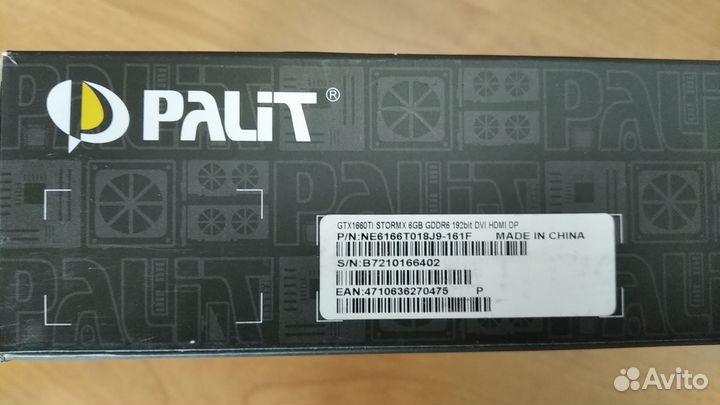 PALiT ®
GTX1660TI STORMX 6GB GDDR6 192bit DVI HDMI DP
P/N:NE6166T018J9-161F MADE IN CHINA
S/N:B7210166402
EAN:4710636270475 P
Avito